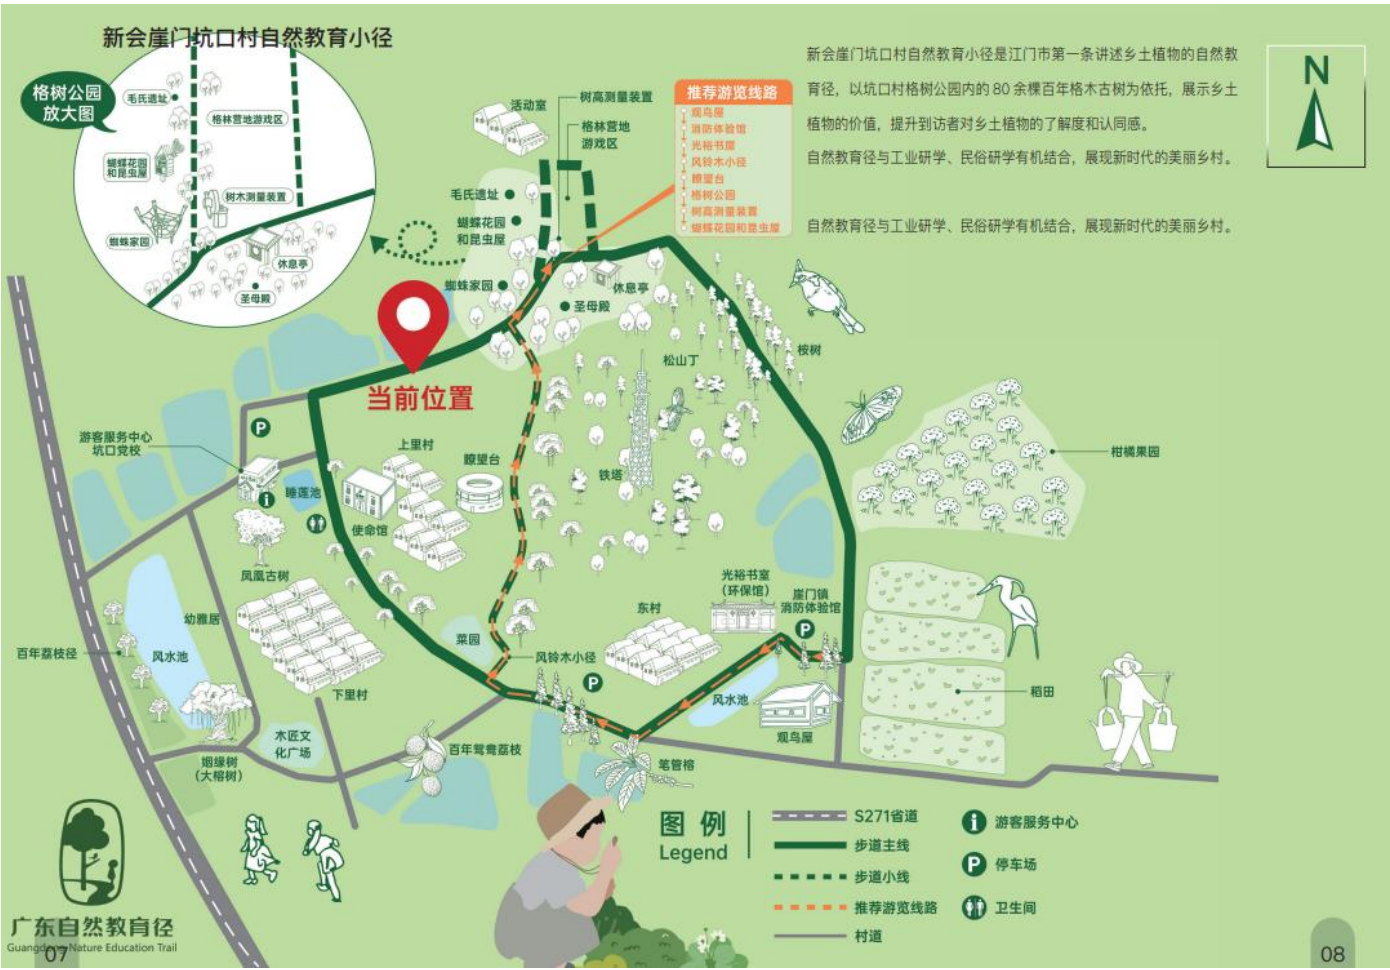 新会崖门坑口村自然教育小径
格树公园
放大图
毛氏遗址
格林营地游戏区
蝴蝶花园
和昆虫屋
树木测量装置
蜘蛛家园
休息亭
圣母殿
新会崖门坑口村自然教育小径是江门市第一条讲述乡土植物的自然教
育径，以坑口村格树公园内的 80 余棵百年格木古树为依托，展示乡土
植物的价值，提升到访者对乡土植物的了解度和认同感。
自然教育径与工业研学、民俗研学有机结合，展现新时代的美丽乡村。
自然教育径与工业研学、民俗研学有机结合，展现新时代的美丽乡村。
N
推荐游览线路
观鸟屋
消防体验馆
光裕书屋
风铃木小径
瞭望台
格树公园
树高测量装置
蝴蝶花园和昆虫屋
活动室
树高测量装置
格林营地
游戏区
毛氏遗址
蝴蝶花园
和昆虫屋
蜘蛛家园
休息亭
圣母殿
当前位置
松山丁
桉树
铁塔
柑橘果园
P
游客服务中心
坑口党校
i
睡莲池
上里村
瞭望台
使命馆
凤凰古树
幼雅居
百年荔枝径
风水池
下里村
菜园
风铃木小径
P
东村
光裕书室
（环保馆）
崖门镇
消防体验馆
P
风水池
观鸟屋
稻田
姻缘树
（大榕树）
木匠文
化广场
百年鸳鸯荔枝
笔管榕
图 例
Legend
S271省道
步道主线
步道小线
推荐游览线路
村道
i 游客服务中心
P 停车场
卫生间
广东自然教育径
Guangdong Nature Education Trail
07
08